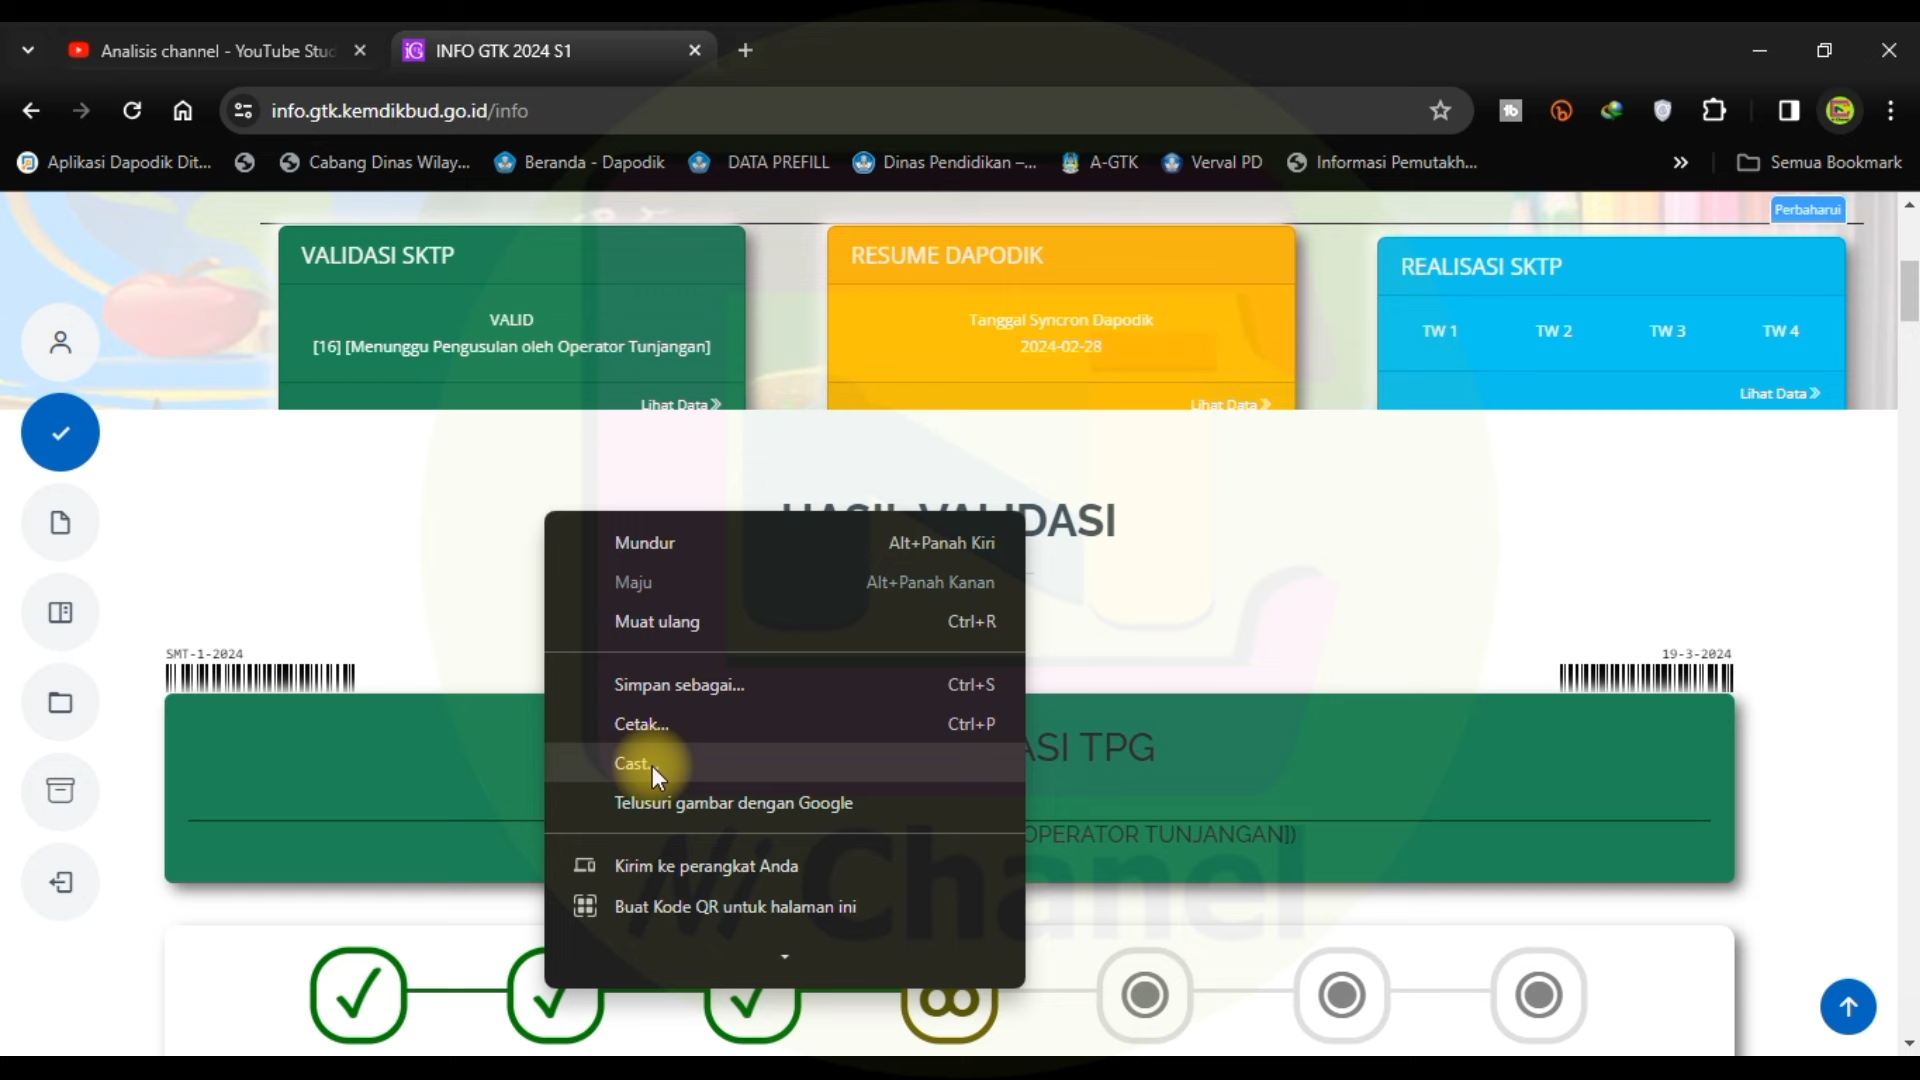 Analisis channel - YouTube Stud
INFO GTK 2024 S1
info.gtk.kemdikbud.go.id/info
Aplikasi Dapodik Dit...
Cabang Dinas Wilay...
Beranda - Dapodik
DATA PREFILL
Dinas Pendidikan –...
A-GTK
Verval PD
Informasi Pemutakh...
Semua Bookmark
Perbaharui
VALIDASI SKTP
VALID
[16] [Menunggu Pengusulan oleh Operator Tunjangan]
Lihat Data
RESUME DAPODIK
Tanggal Syncron Dapodik
2024-02-28
Lihat Data
REALISASI SKTP
TW 1 TW 2 TW 3 TW 4
Lihat Data
HASIL VALIDASI
SMT-1-2024
19-3-2024
ASI TPG
OPERATOR TUNJANGAN])
Mundur Alt+Panah Kiri
Maju Alt+Panah Kanan
Muat ulang Ctrl+R
Simpan sebagai... Ctrl+S
Cetak... Ctrl+P
Cast...
Telusuri gambar dengan Google
Kirim ke perangkat Anda
Buat Kode QR untuk halaman ini
Ni Chanel